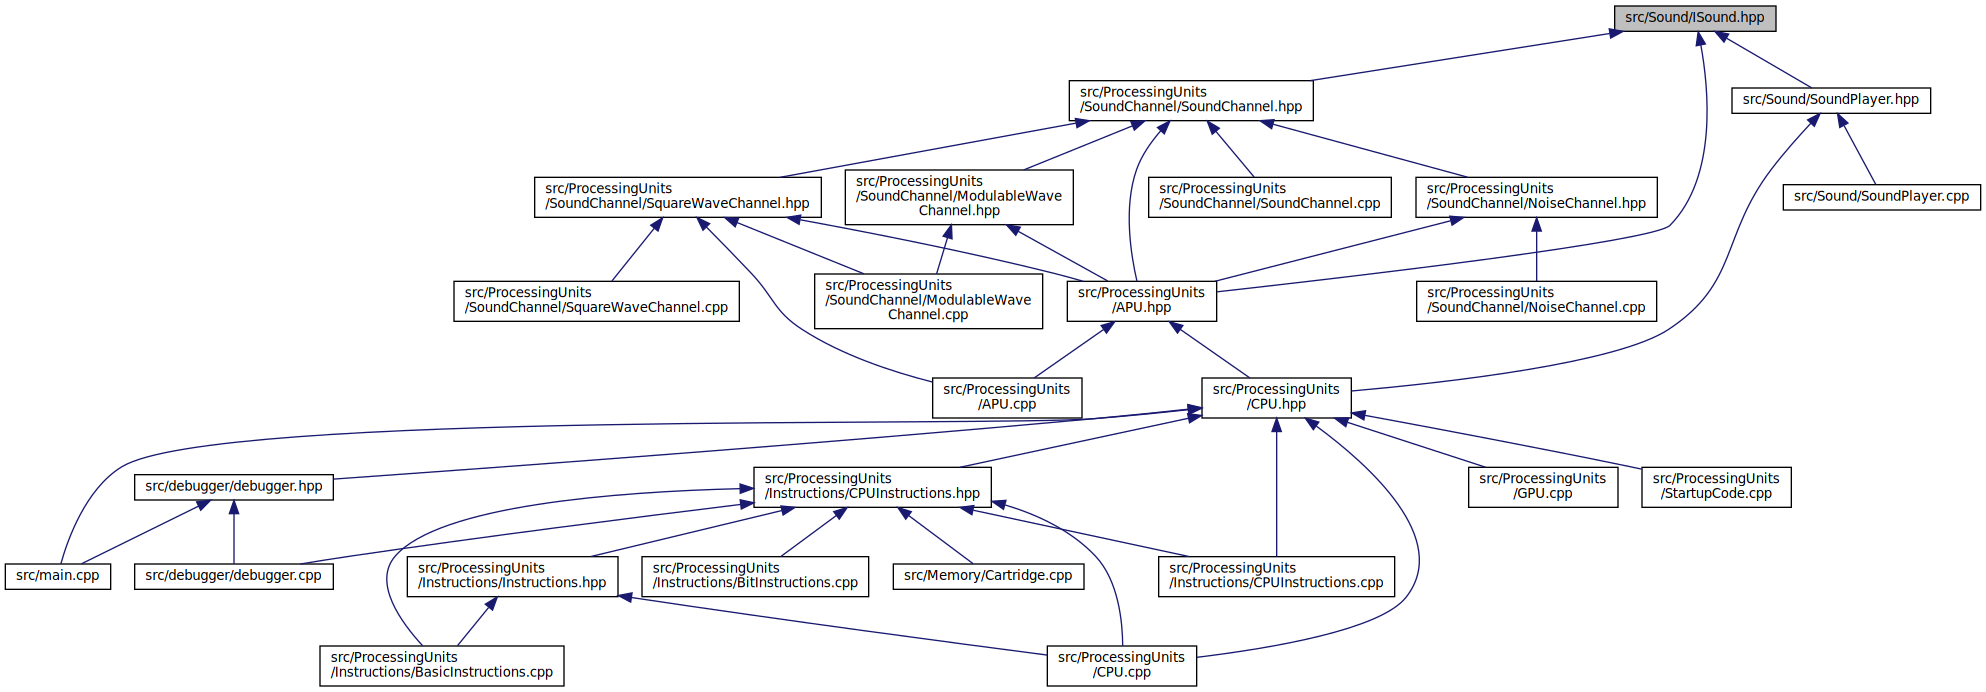 src/Sound/ISound.hpp
src/ProcessingUnits
/SoundChannel/SoundChannel.hpp
src/Sound/SoundPlayer.hpp
src/ProcessingUnits
/SoundChannel/SquareWaveChannel.hpp
src/ProcessingUnits
/SoundChannel/ModulableWave
Channel.hpp
src/ProcessingUnits
/SoundChannel/SoundChannel.cpp
src/ProcessingUnits
/SoundChannel/NoiseChannel.hpp
src/Sound/SoundPlayer.cpp
src/ProcessingUnits
/SoundChannel/SquareWaveChannel.cpp
src/ProcessingUnits
/SoundChannel/ModulableWave
Channel.cpp
src/ProcessingUnits
/APU.hpp
src/ProcessingUnits
/SoundChannel/NoiseChannel.cpp
src/ProcessingUnits
/APU.cpp
src/ProcessingUnits
/CPU.hpp
src/debugger/debugger.hpp
src/ProcessingUnits
/Instructions/CPUInstructions.hpp
src/ProcessingUnits
/GPU.cpp
src/ProcessingUnits
/StartupCode.cpp
src/main.cpp
src/debugger/debugger.cpp
src/ProcessingUnits
/Instructions/Instructions.hpp
src/ProcessingUnits
/Instructions/BitInstructions.cpp
src/Memory/Cartridge.cpp
src/ProcessingUnits
/Instructions/CPUInstructions.cpp
src/ProcessingUnits
/Instructions/BasicInstructions.cpp
src/ProcessingUnits
/CPU.cpp